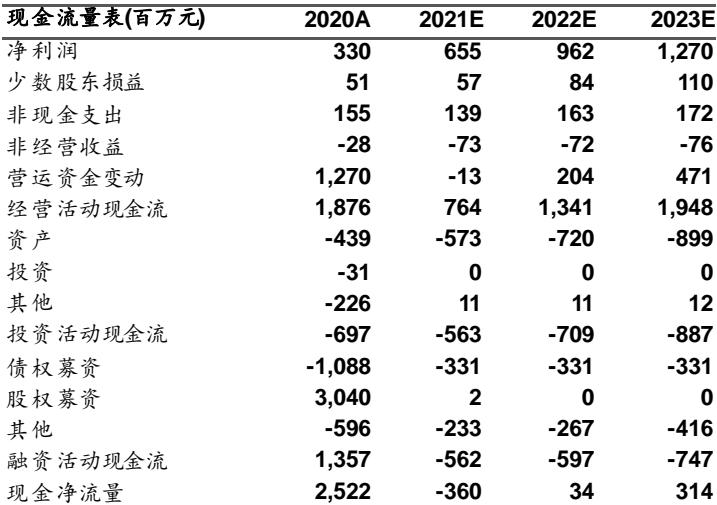 现金流量表(百万元) 2020A 2021E 2022E 2023E
净利润 330 655 962 1,270
少数股东损益 51 57 84 110
非现金支出 155 139 163 172
非经营收益 -28 -73 -72 -76
营运资金变动 1,270 -13 204 471
经营活动现金流 1,876 764 1,341 1,948
资产 -439 -573 -720 -899
投资 -31 0 0 0
其他 -226 11 11 12
投资活动现金流 -697 -563 -709 -887
债权募资 -1,088 -331 -331 -331
股权募资 3,040 2 0 0
其他 -596 -233 -267 -416
融资活动现金流 1,357 -562 -597 -747
现金净流量 2,522 -360 34 314